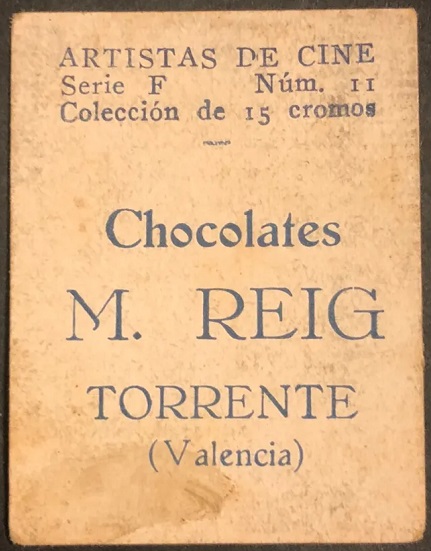 ARTISTAS DE CINE
Serie F Núm. 11
Colección de 15 cromos
Chocolates
M. REIG
TORRENTE
(Valencia)